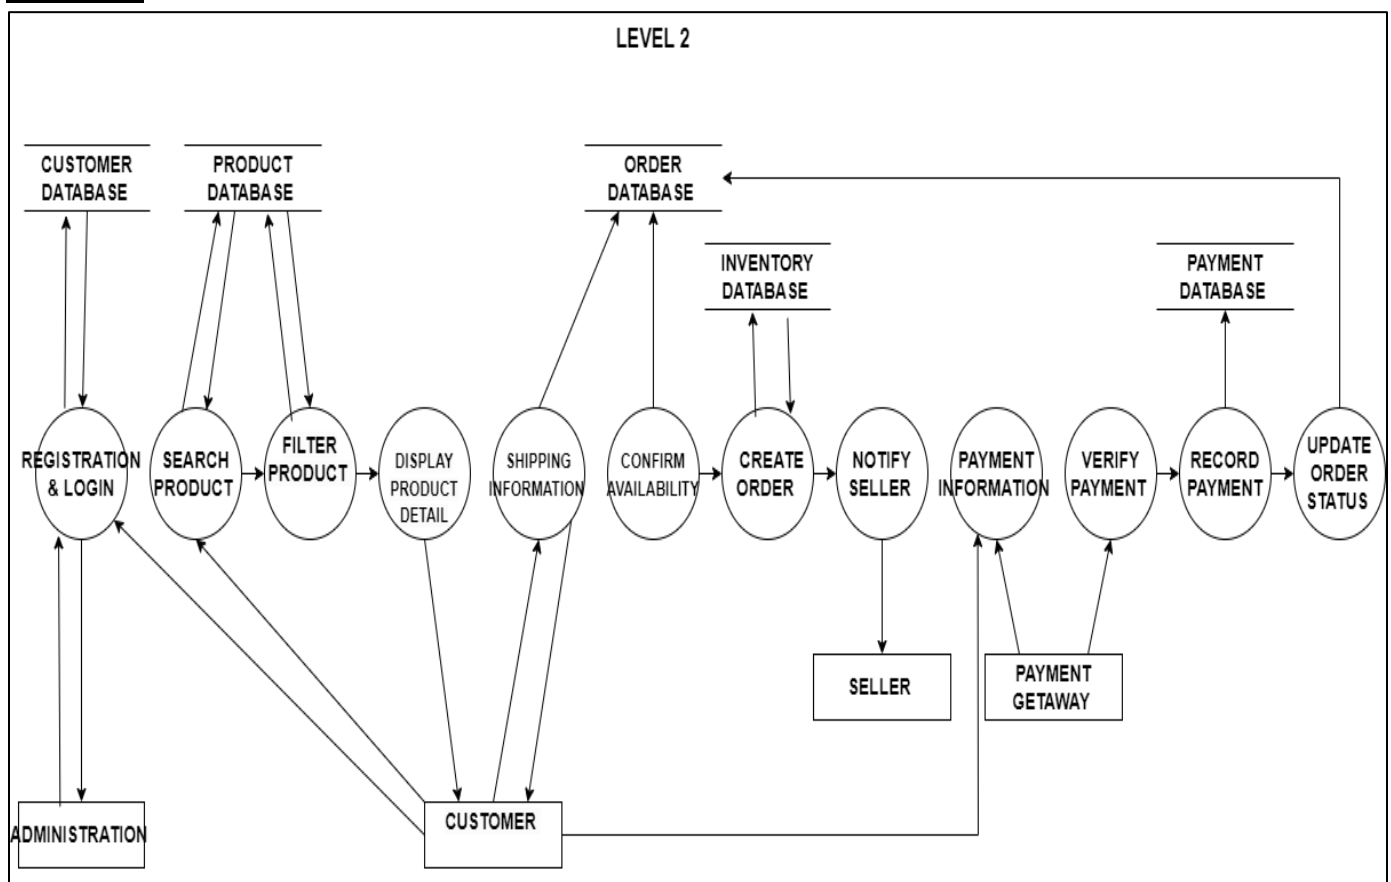 LEVEL 2
CUSTOMER
DATABASE
PRODUCT
DATABASE
ORDER
DATABASE
INVENTORY
DATABASE
PAYMENT
DATABASE
REGISTRATION
& LOGIN
SEARCH
PRODUCT
FILTER
PRODUCT
DISPLAY
PRODUCT
DETAIL
SHIPPING
INFORMATION
CONFIRM
AVAILABILITY
CREATE
ORDER
NOTIFY
SELLER
PAYMENT
INFORMATION
VERIFY
PAYMENT
RECORD
PAYMENT
UPDATE
ORDER
STATUS
SELLER
PAYMENT
GETAWAY
ADMINISTRATION
CUSTOMER